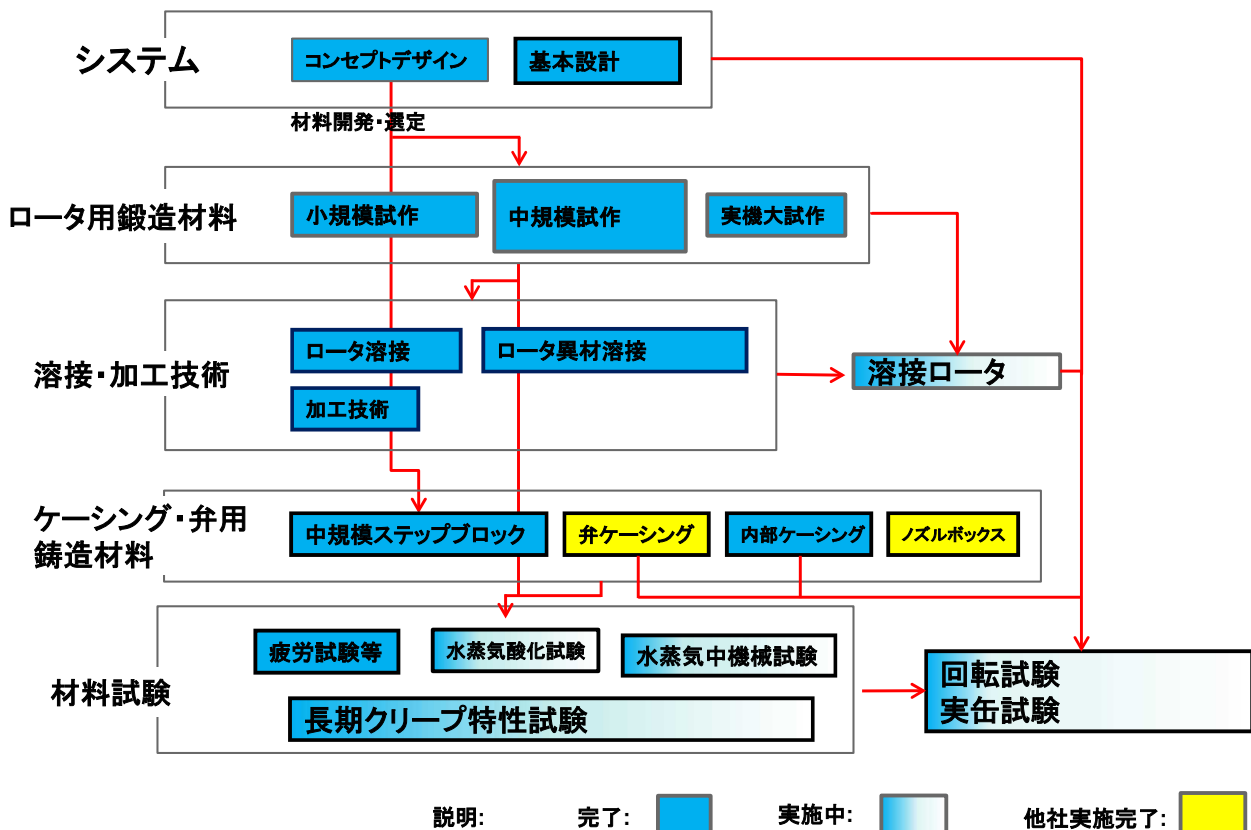 システム
コンセプトデザイン
基本設計
材料開発・選定
ロータ用鍛造材料
小規模試作
中規模試作
実機大試作
溶接・加工技術
ロータ溶接
ロータ異材溶接
加工技術
溶接ロータ
ケーシング・弁用
鋳造材料
中規模ステップブロック
弁ケーシング
内部ケーシング
ノズルボックス
材料試験
疲労試験等
水蒸気酸化試験
水蒸気中機械試験
長期クリープ特性試験
回転試験
実缶試験
説明: 完了: 実施中: 他社実施完了: